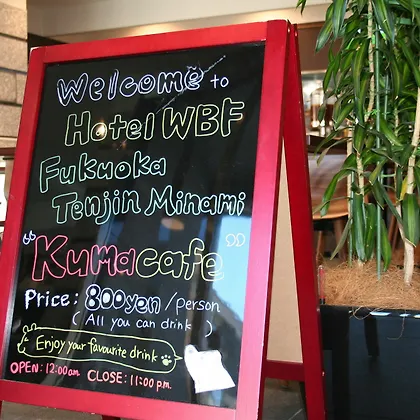 Welcome to
Hotel WBF
Fukuoka
Tenjin Minami
"Kumacafe"
Price: 800yen /person
( All you can drink )
Enjoy your favourite drink
OPEN: 12:00am CLOSE: 11:00 p.m.